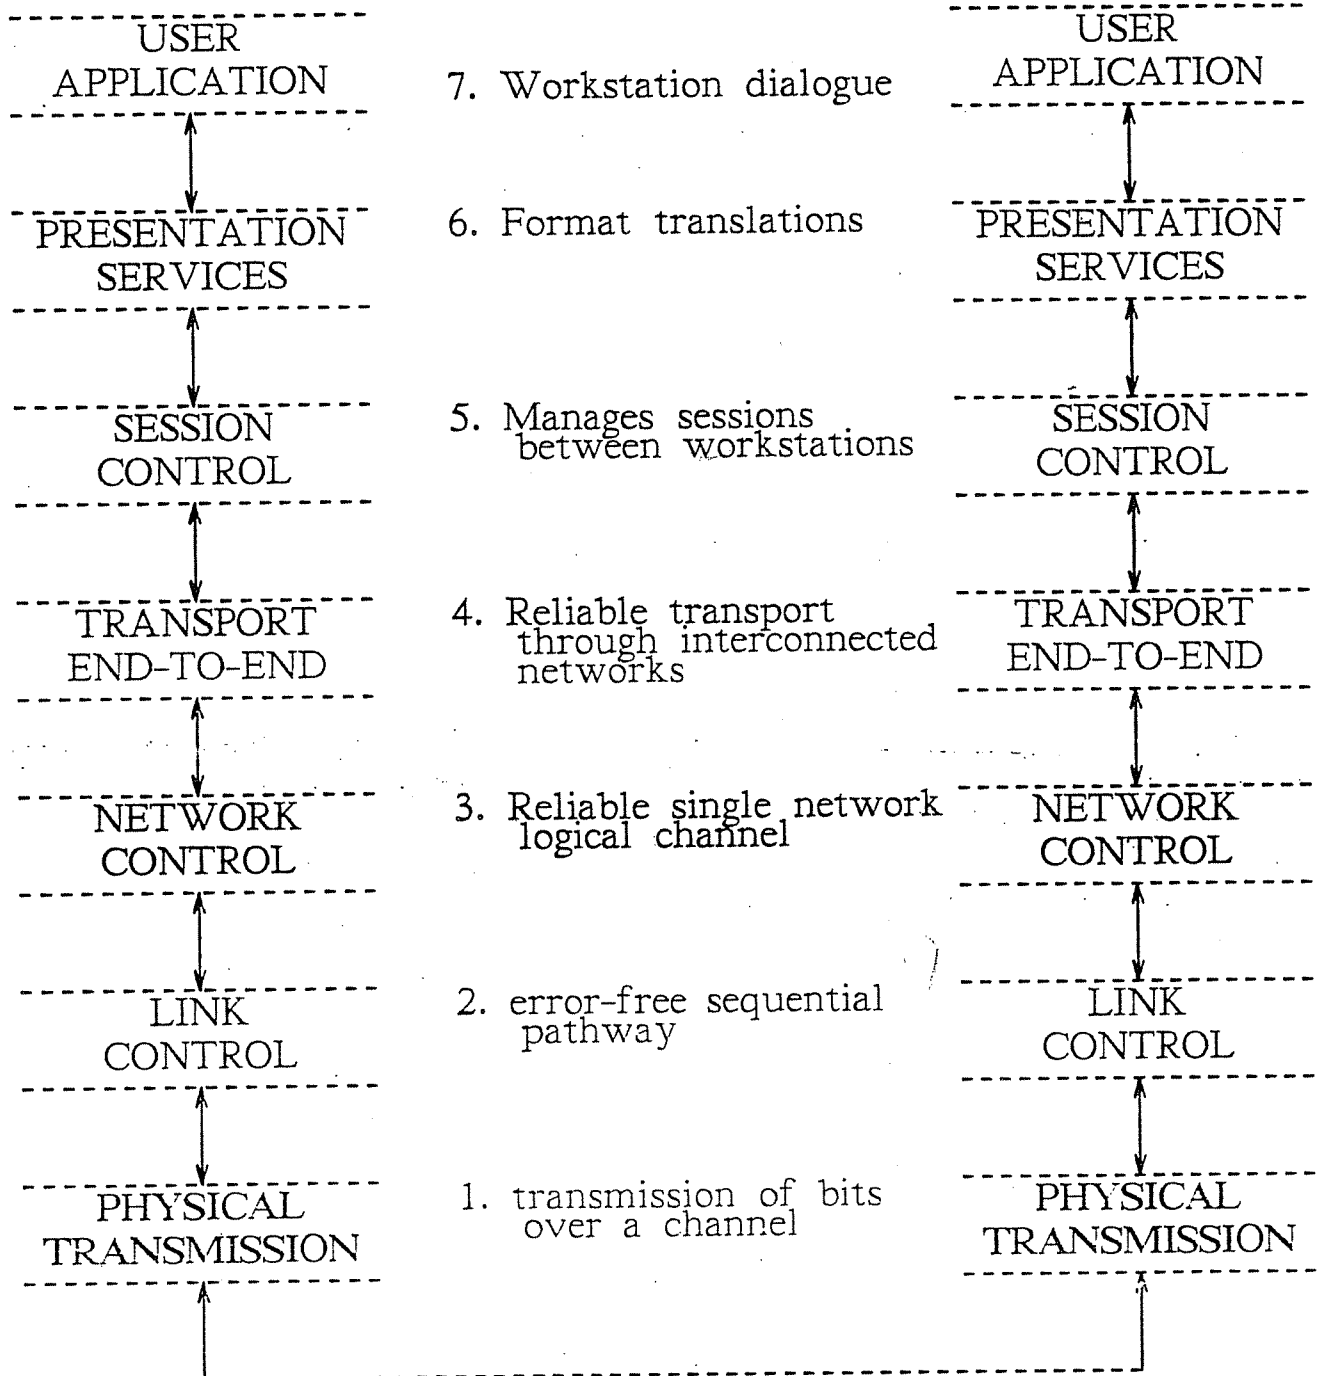 USER
APPLICATION
7. Workstation dialogue
USER
APPLICATION
PRESENTATION
SERVICES
6. Format translations
PRESENTATION
SERVICES
SESSION
CONTROL
5. Manages sessions
between workstations
SESSION
CONTROL
TRANSPORT
END-TO-END
4. Reliable transport
through interconnected
networks
TRANSPORT
END-TO-END
NETWORK
CONTROL
3. Reliable single network
logical channel
NETWORK
CONTROL
LINK
CONTROL
2. error-free sequential
pathway
LINK
CONTROL
PHYSICAL
TRANSMISSION
1. transmission of bits
over a channel
PHYSICAL
TRANSMISSION